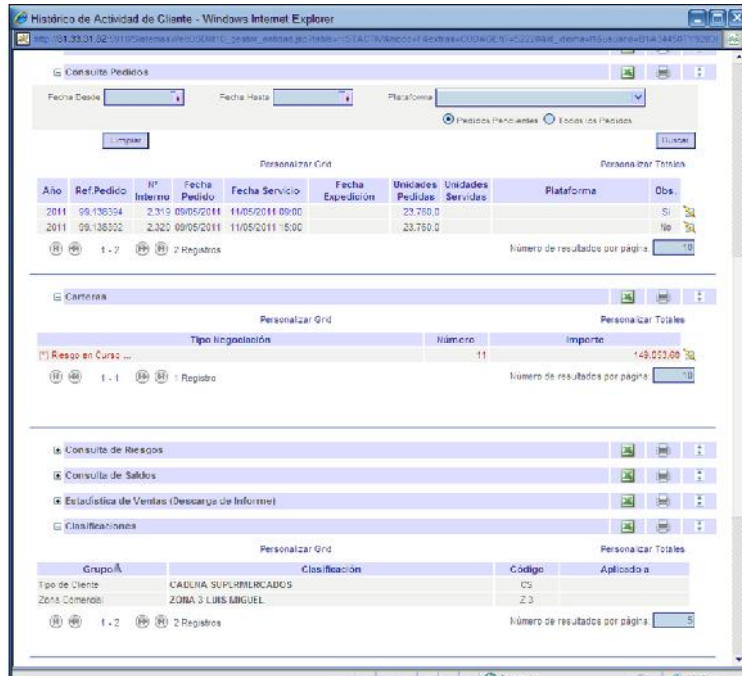 Histórico de Actividad de Cliente - Windows Internet Explorer
Consulta Pedidos
Fecha Desde Fecha Hasta Plataforma
Pedidos Pendientes Todos los Pedidos
Limpiar Buscar
Personalizar Grid Personalizar Totales
Año Ref.Pedido Nº Interno Fecha Pedido Fecha Servicio Fecha Expedición Unidades Pedidas Unidades Servidas Plataforma Obs.
2011 99.138394 2.319 09/05/2011 11/05/2011 09:00 23.760,0 Si
2011 2.320 09/05/2011 11/05/2011 15:00 23.760,0 No
1 - 2 2 Registros Número de resultados por página: 10
Carteras
Personalizar Grid Personalizar Totales
Tipo Negociación Número Importe
(*) Riesgo en Curso ... 11
1 - 1 1 Registro Número de resultados por página: 10
Consulta de Riesgos
Consulta de Saldos
Estadística de Ventas (Descarga de Informe)
Clasificaciones
Personalizar Grid Personalizar Totales
Grupo Clasificación Código Aplicado a
Tipo de Cliente CADENA SUPERMERCADOS CS
Zona Comercial ZONA 3 LUIS MIGUEL Z 3
1 - 2 2 Registros Número de resultados por página: 5